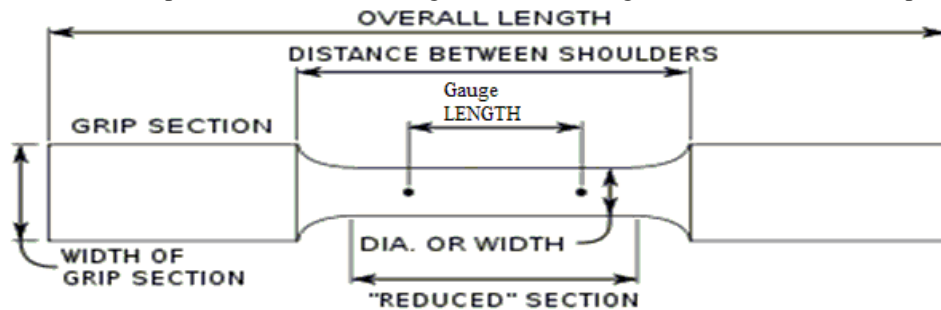 OVERALL LENGTH
DISTANCE BETWEEN SHOULDERS
Gauge
LENGTH
GRIP SECTION
DIA. OR WIDTH
WIDTH OF
GRIP SECTION
"REDUCED" SECTION